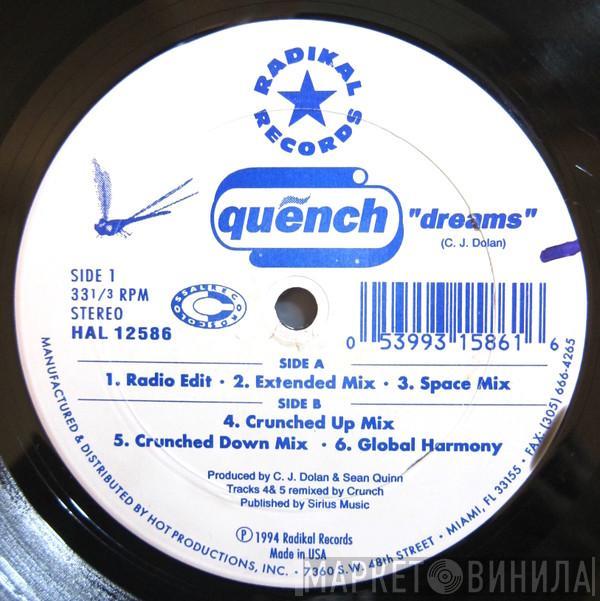 RADIKAL
RECORDS
quēnch
"dreams"
(C. J. Dolan)
SIDE 1
33 1/3 RPM
STEREO
HAL 12586
COLOSSAL RECORDS
0 53993 15861 6
SIDE A
1. Radio Edit • 2. Extended Mix • 3. Space Mix
SIDE B
4. Crunched Up Mix
5. Crunched Down Mix • 6. Global Harmony
Produced by C. J. Dolan & Sean Quinn
Tracks 4& 5 remixed by Crunch
Published by Sirius Music
℗ 1994 Radikal Records
Made in USA
MANUFACTURED & DISTRIBUTED BY HOT PRODUCTIONS, INC. • 7360 S.W. 48th STREET • MIAMI, FL 33155 • FAX: (305) 666-4265
МАРКЕТ ВИНИЛА